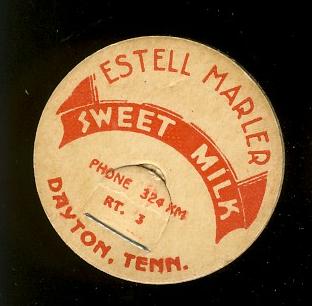 ESTELL MARLER
SWEET MILK
PHONE 324 XM
RT. 3
DAYTON, TENN.